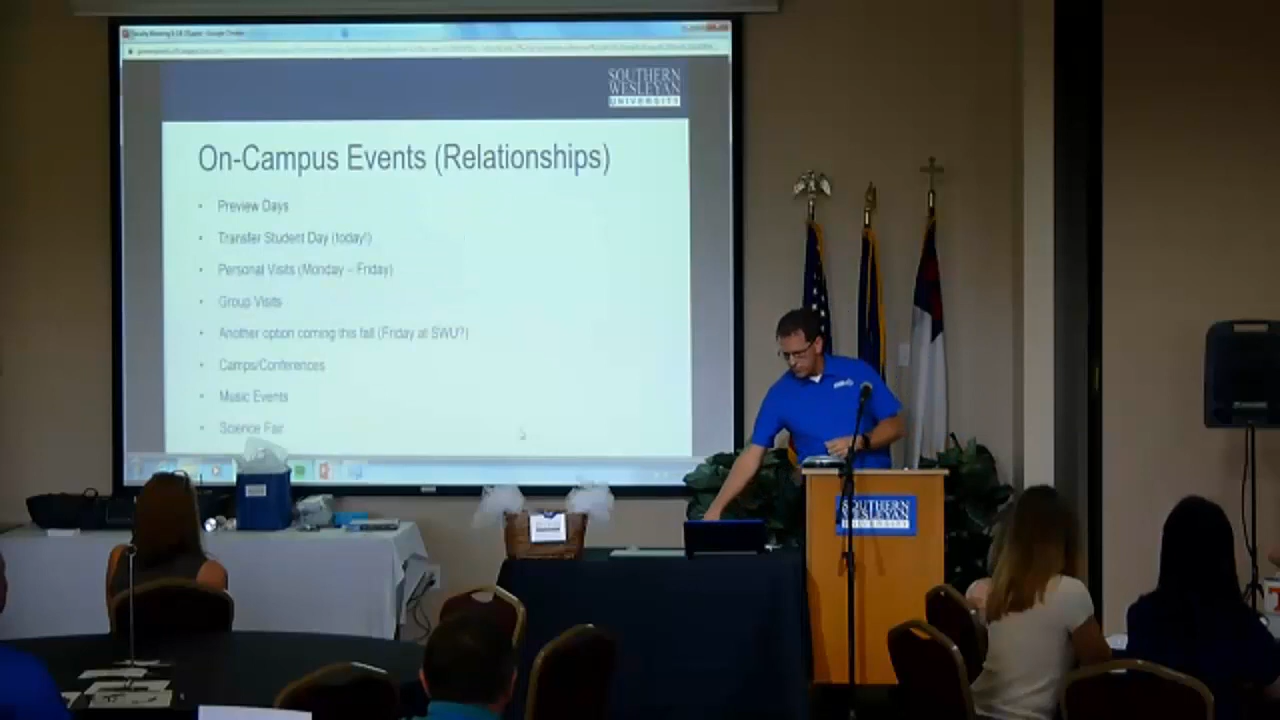 SOUTHERN
WESLEYAN
UNIVERSITY
On-Campus Events (Relationships)
• Preview Days
• Transfer Student Day (today!)
• Personal Visits (Monday – Friday)
• Group Visits
• Another option coming this fall (Friday at SWU?)
• Camps/Conferences
• Music Events
• Science Fair
SOUTHERN
WESLEYAN
UNIVERSITY